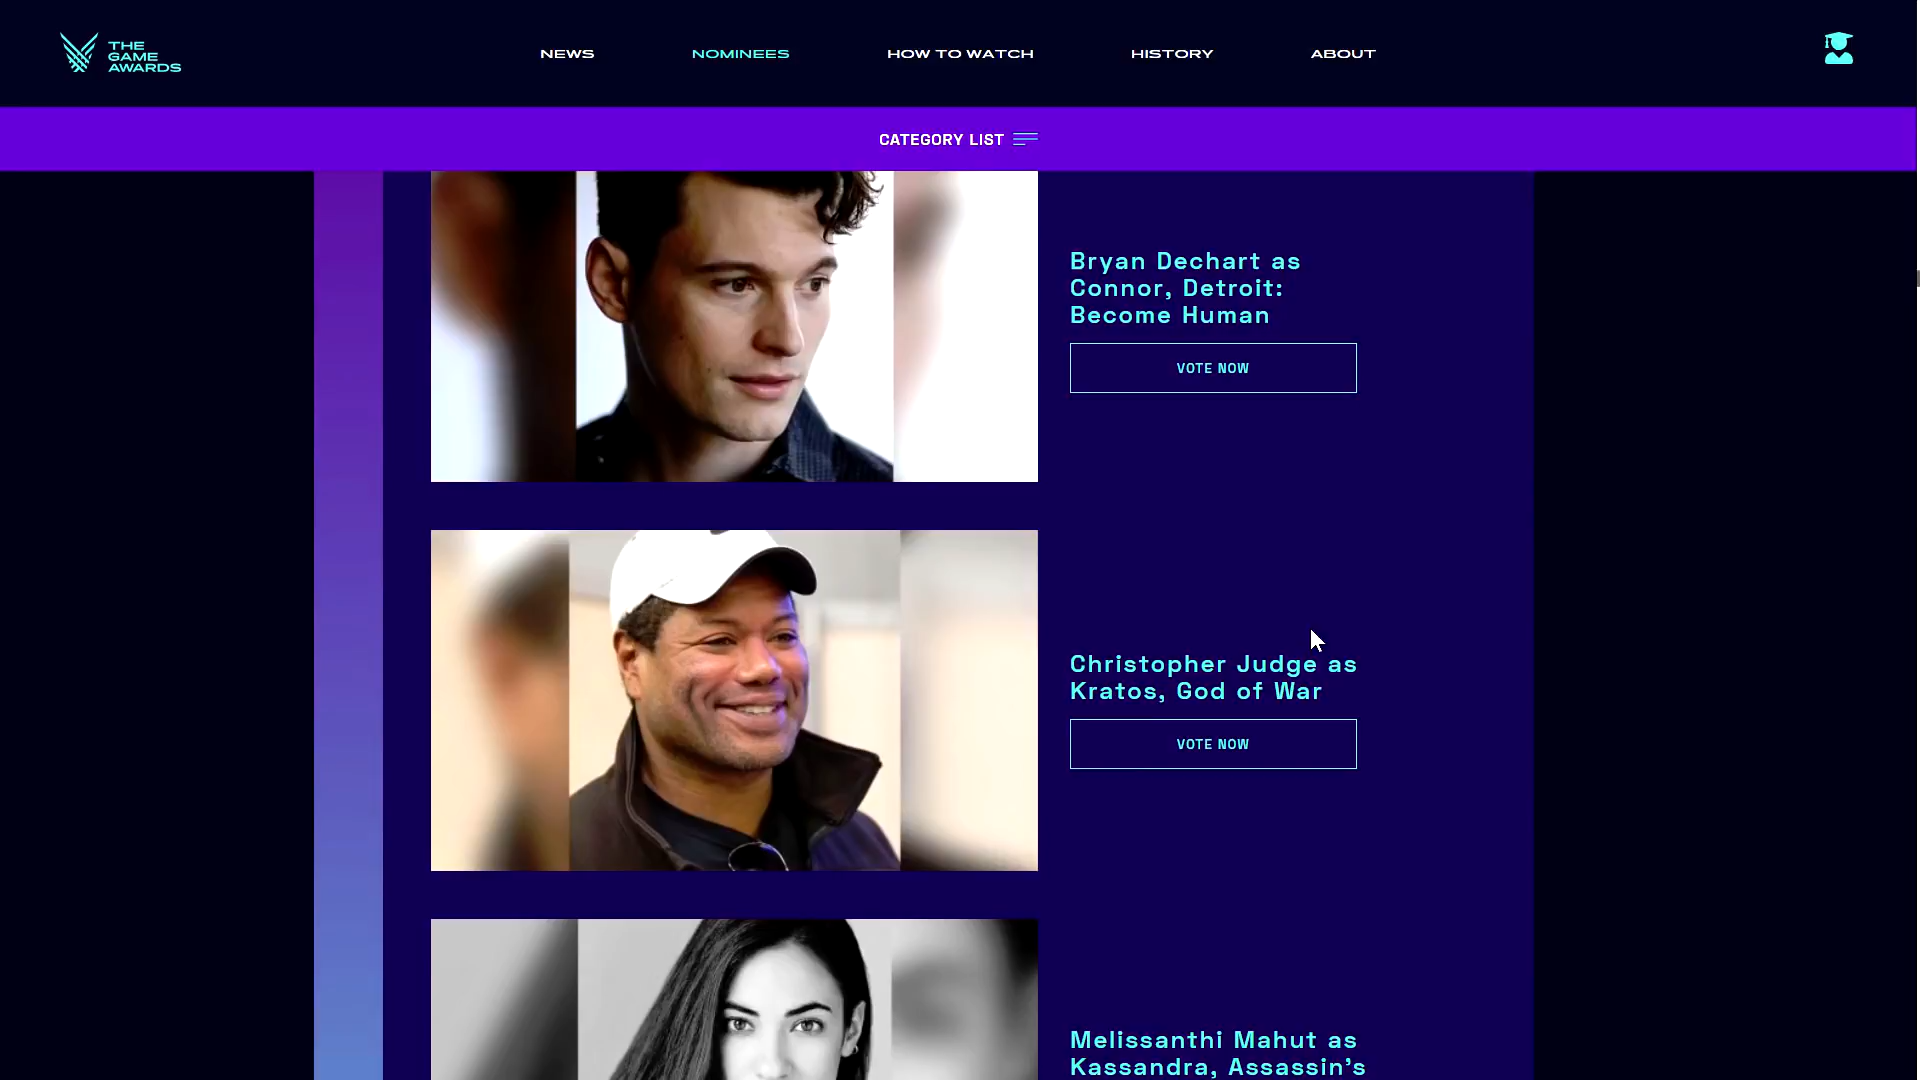 THE
GAME
AWARDS
NEWS
NOMINEES
HOW TO WATCH
HISTORY
ABOUT
CATEGORY LIST
Bryan Dechart as
Connor, Detroit:
Become Human
VOTE NOW
Christopher Judge as
Kratos, God of War
VOTE NOW
Melissanthi Mahut as
Kassandra, Assassin's